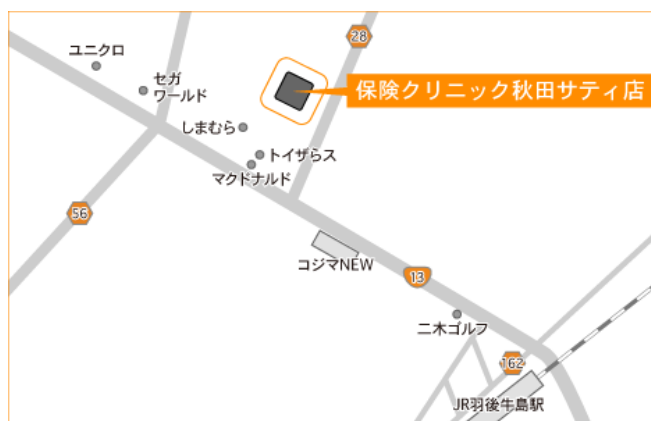 28
ユニクロ
セガ
ワールド
保険クリニック秋田サティ店
しまむら
トイザらス
マクドナルド
56
コジマNEW
13
二木ゴルフ
162
JR羽後牛島駅